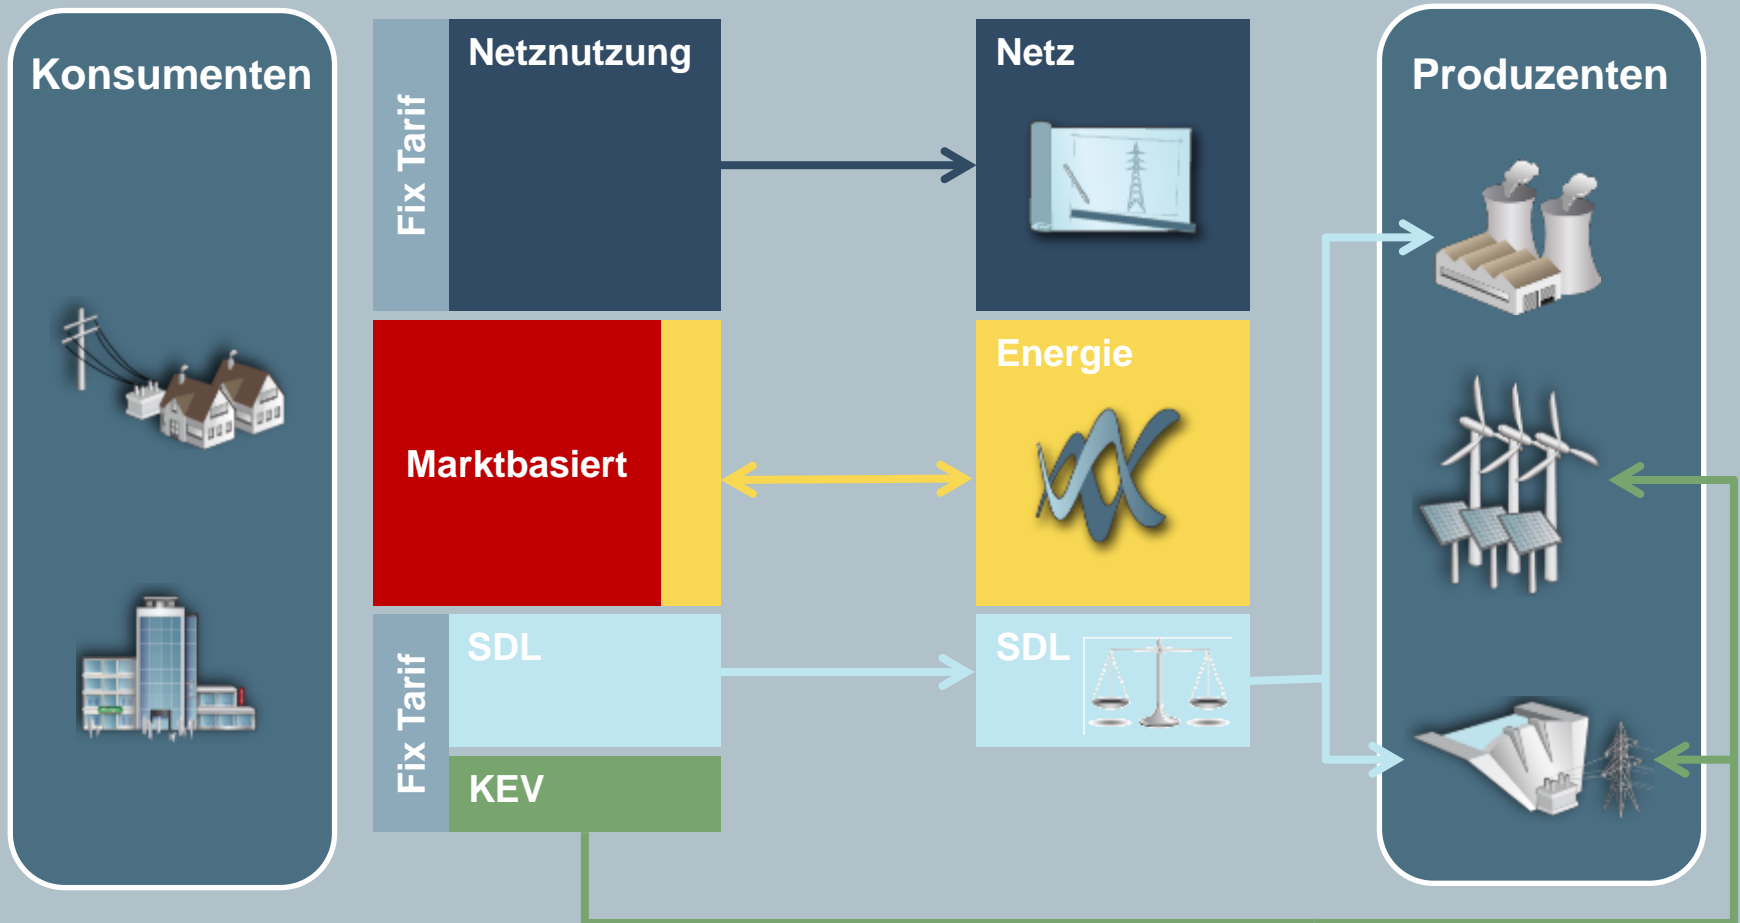 Konsumenten
Fix Tarif
Netznutzung
Netz
Produzenten
Marktbasiert
Energie
Fix Tarif
SDL
SDL
KEV